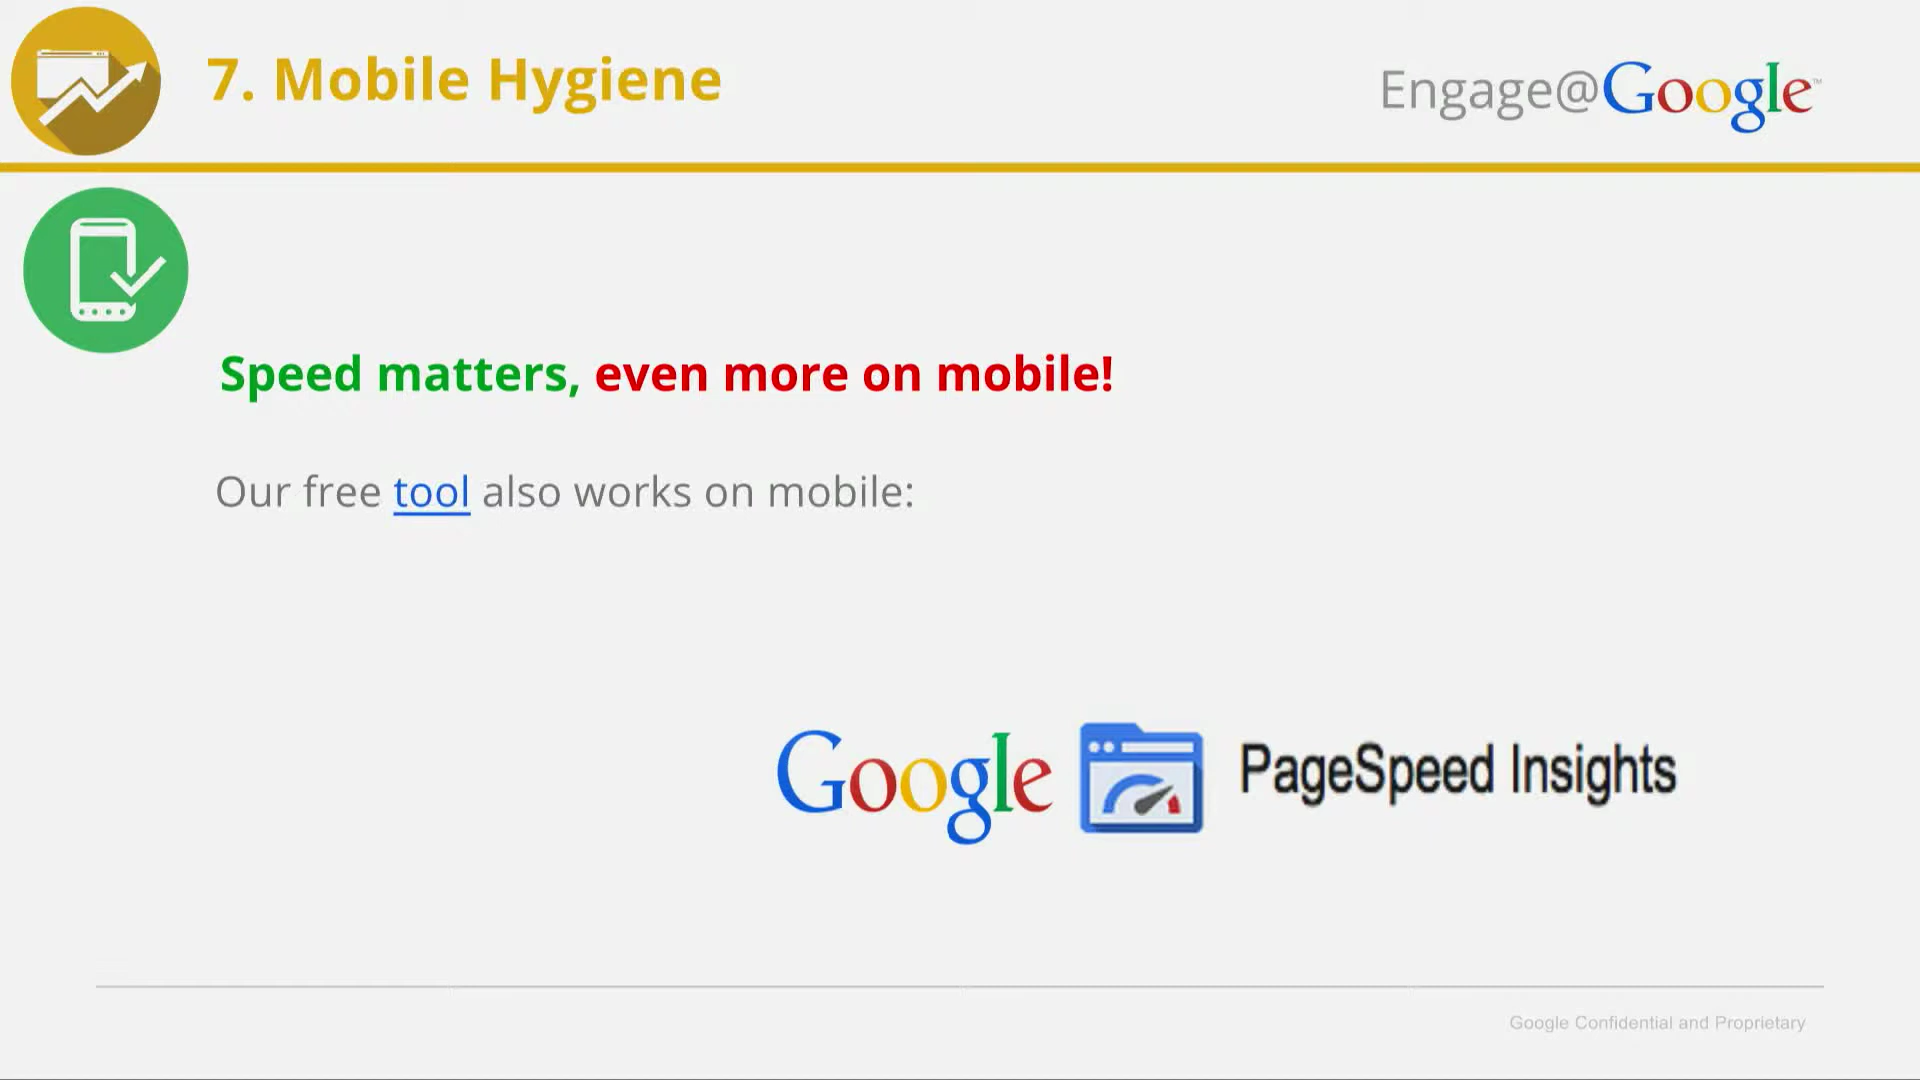 7. Mobile Hygiene
Engage@Google™
Speed matters, even more on mobile!
Our free tool also works on mobile:
Google PageSpeed Insights
Google Confidential and Proprietary